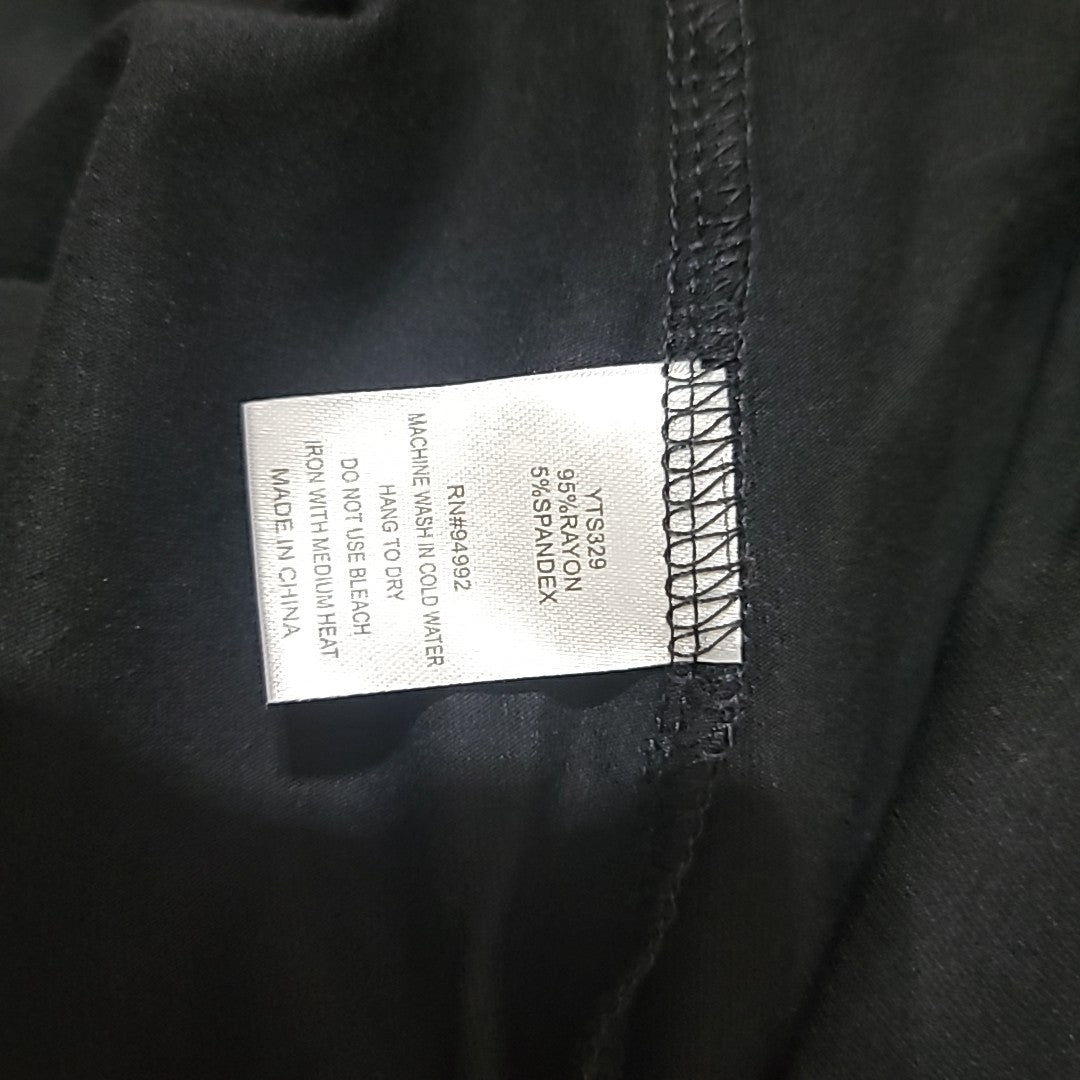 YTS329
95%RAYON
5%SPANDEX
RN#94992
MACHINE WASH IN COLD WATER
HANG TO DRY
DO NOT USE BLEACH
IRON WITH MEDIUM HEAT
MADE IN CHINA